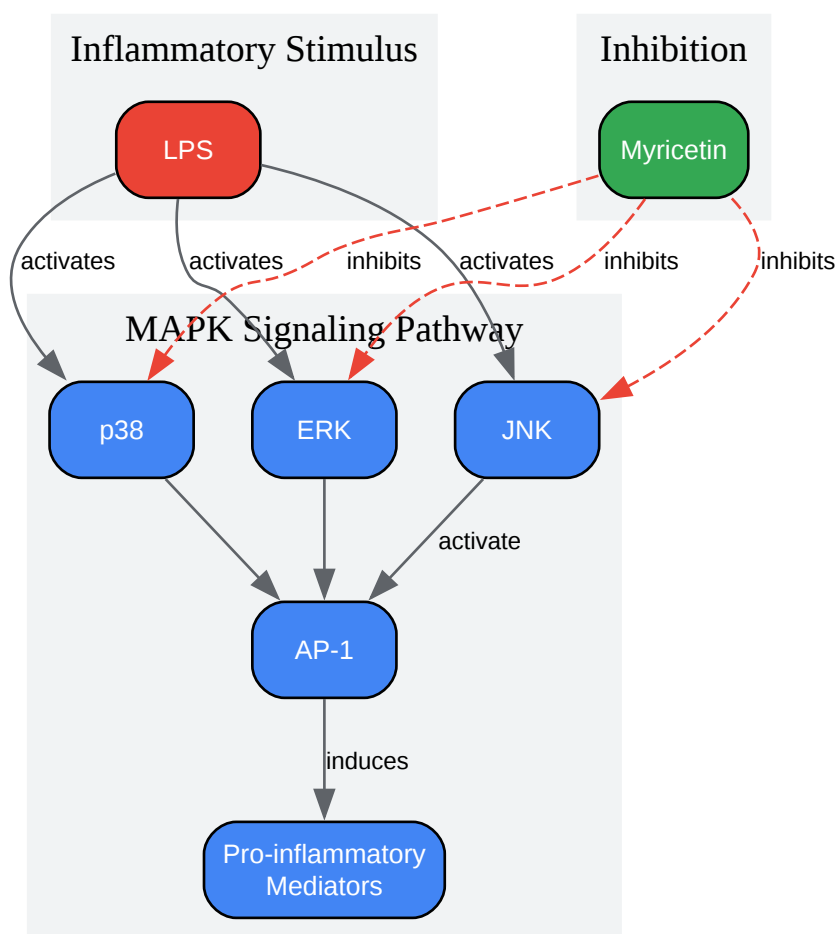 Inflammatory Stimulus
Inhibition
LPS
Myricetin
activates
activates
inhibits
activates
inhibits
inhibits
MAPK Signaling Pathway
p38
ERK
JNK
activate
AP-1
induces
Pro-inflammatory
Mediators